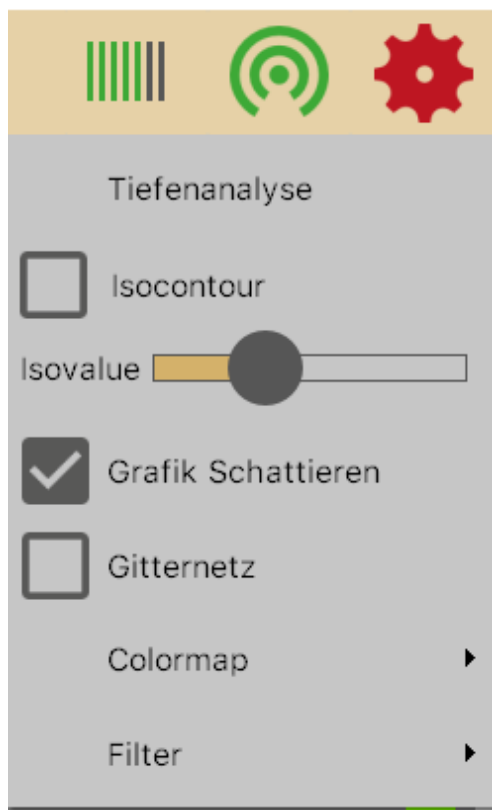 Tiefenanalyse
Isocontour
Isovalue
Grafik Schattieren
Gitternetz
Colormap
Filter